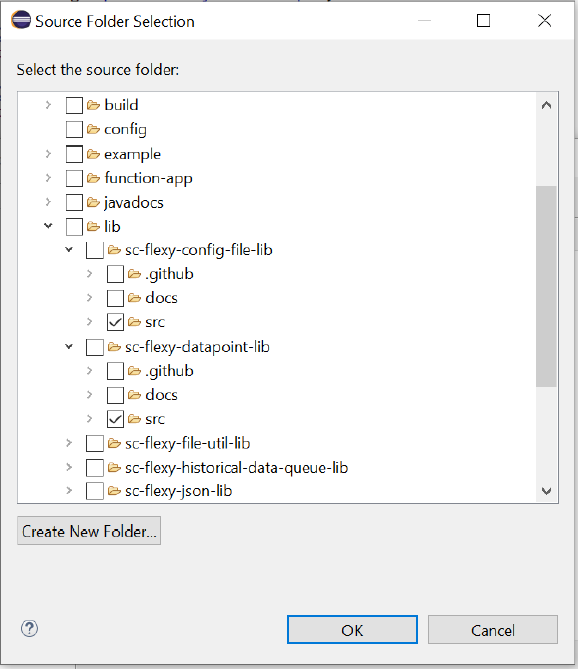 Source Folder Selection
Select the source folder:
build
config
example
function-app
javadocs
lib
sc-flexy-config-file-lib
.github
docs
src
sc-flexy-datapoint-lib
.github
docs
src
sc-flexy-file-util-lib
sc-flexy-historical-data-queue-lib
sc-flexy-json-lib
Create New Folder...
?
OK
Cancel